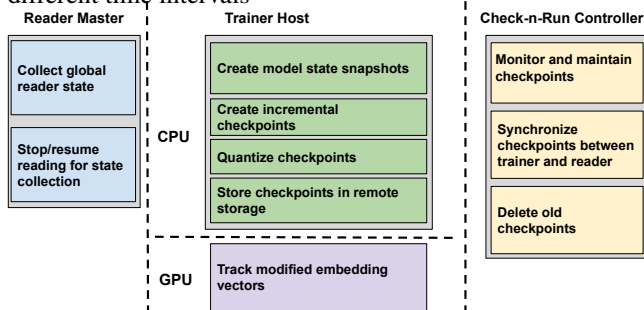 different time intervals
Reader Master
Collect global
reader state
Stop/resume
reading for state
collection
Trainer Host
CPU
Create model state snapshots
Create incremental
checkpoints
Quantize checkpoints
Store checkpoints in remote
storage
GPU
Track modified embedding
vectors
Check-n-Run Controller
Monitor and maintain
checkpoints
Synchronize
checkpoints between
trainer and reader
Delete old
checkpoints